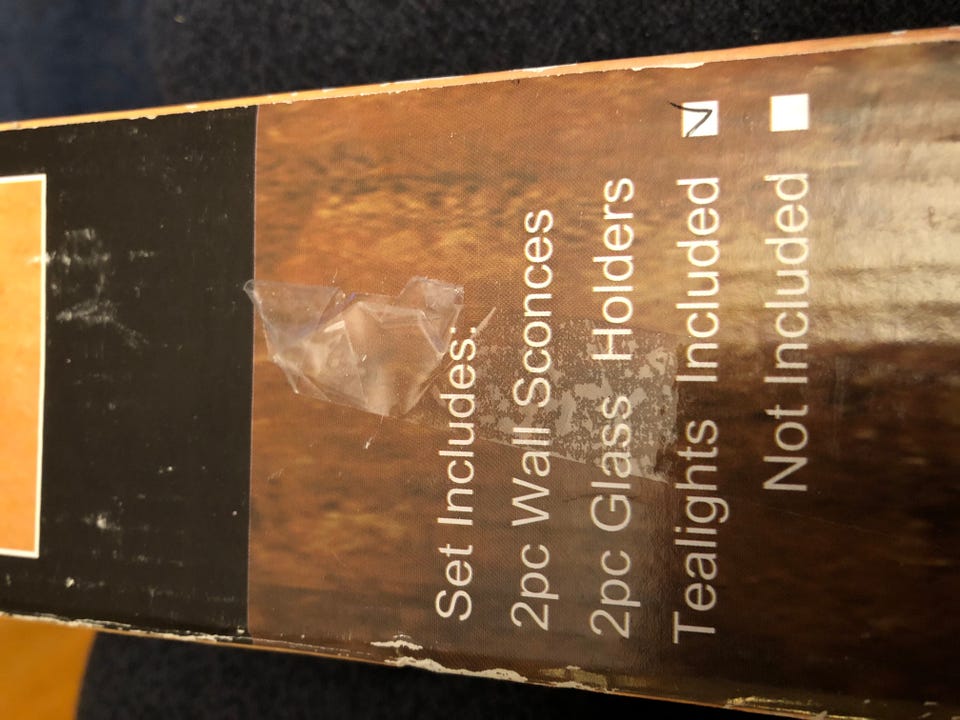 Set Includes:
2pc Wall Sconces
2pc Glass Holders
Tealights Included ☑
Not Included ☐